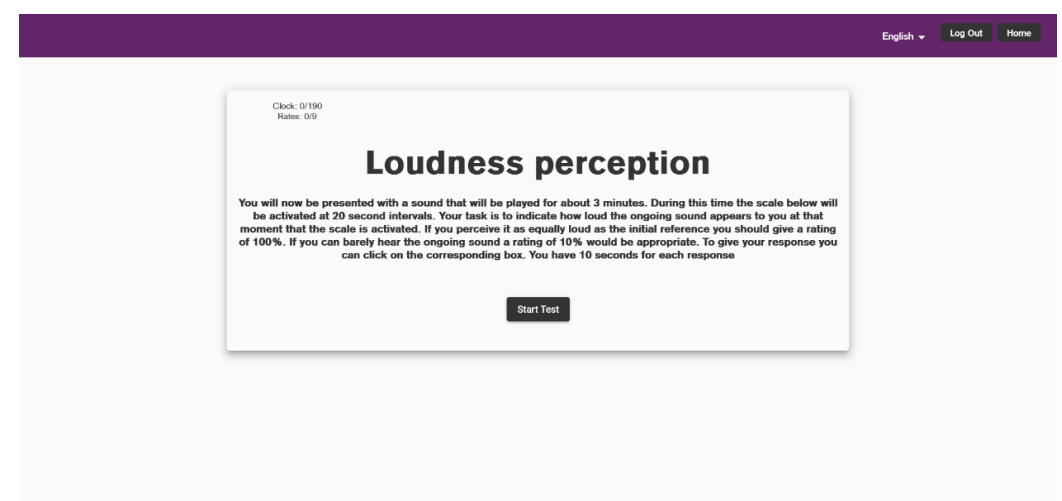 English
Log Out
Home
Clock: 0/190
Rates: 0/9
Loudness perception
You will now be presented with a sound that will be played for about 3 minutes. During this time the scale below will
be activated at 20 second intervals. Your task is to indicate how loud the ongoing sound appears to you at that
moment that the scale is activated. If you perceive it as equally loud as the initial reference you should give a rating
of 100%. If you can barely hear the ongoing sound a rating of 10% would be appropriate. To give your response you
can click on the corresponding box. You have 10 seconds for each response
Start Test